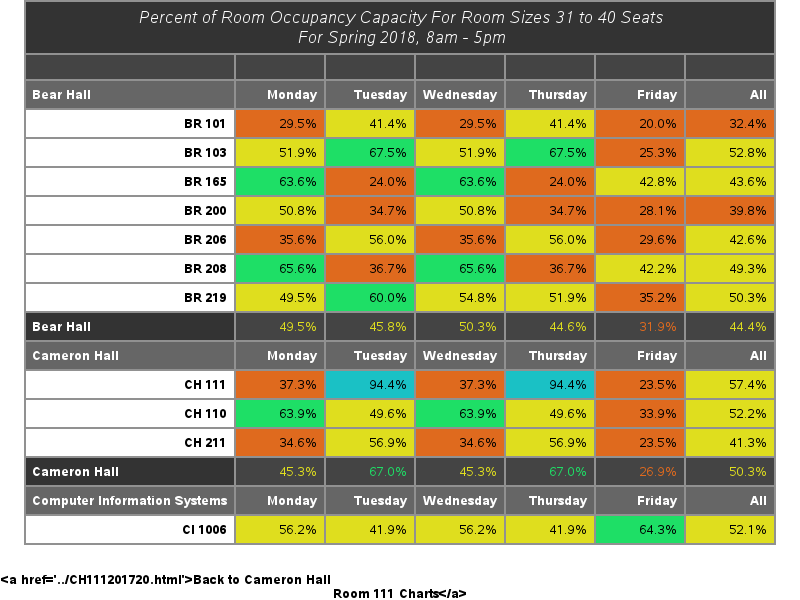 Percent of Room Occupancy Capacity For Room Sizes 31 to 40 Seats
For Spring 2018, 8am - 5pm
Bear Hall Monday Tuesday Wednesday Thursday Friday All
BR 101 29.5% 41.4% 29.5% 41.4% 20.0% 32.4%
BR 103 51.9% 67.5% 51.9% 67.5% 25.3% 52.8%
BR 165 63.6% 24.0% 63.6% 24.0% 42.8% 43.6%
BR 200 50.8% 34.7% 50.8% 34.7% 28.1% 39.8%
BR 206 35.6% 56.0% 35.6% 56.0% 29.6% 42.6%
BR 208 65.6% 36.7% 65.6% 36.7% 42.2% 49.3%
BR 219 49.5% 60.0% 54.8% 51.9% 35.2% 50.3%
Bear Hall 49.5% 45.8% 50.3% 44.6% 31.9% 44.4%
Cameron Hall Monday Tuesday Wednesday Thursday Friday All
CH 111 37.3% 94.4% 37.3% 94.4% 23.5% 57.4%
CH 110 63.9% 49.6% 63.9% 49.6% 33.9% 52.2%
CH 211 34.6% 56.9% 34.6% 56.9% 23.5% 41.3%
Cameron Hall 45.3% 67.0% 45.3% 67.0% 26.9% 50.3%
Computer Information Systems Monday Tuesday Wednesday Thursday Friday All
CI 1006 56.2% 41.9% 56.2% 41.9% 64.3% 52.1%
<a href='../CH111201720.html'>Back to Cameron Hall
Room 111 Charts</a>